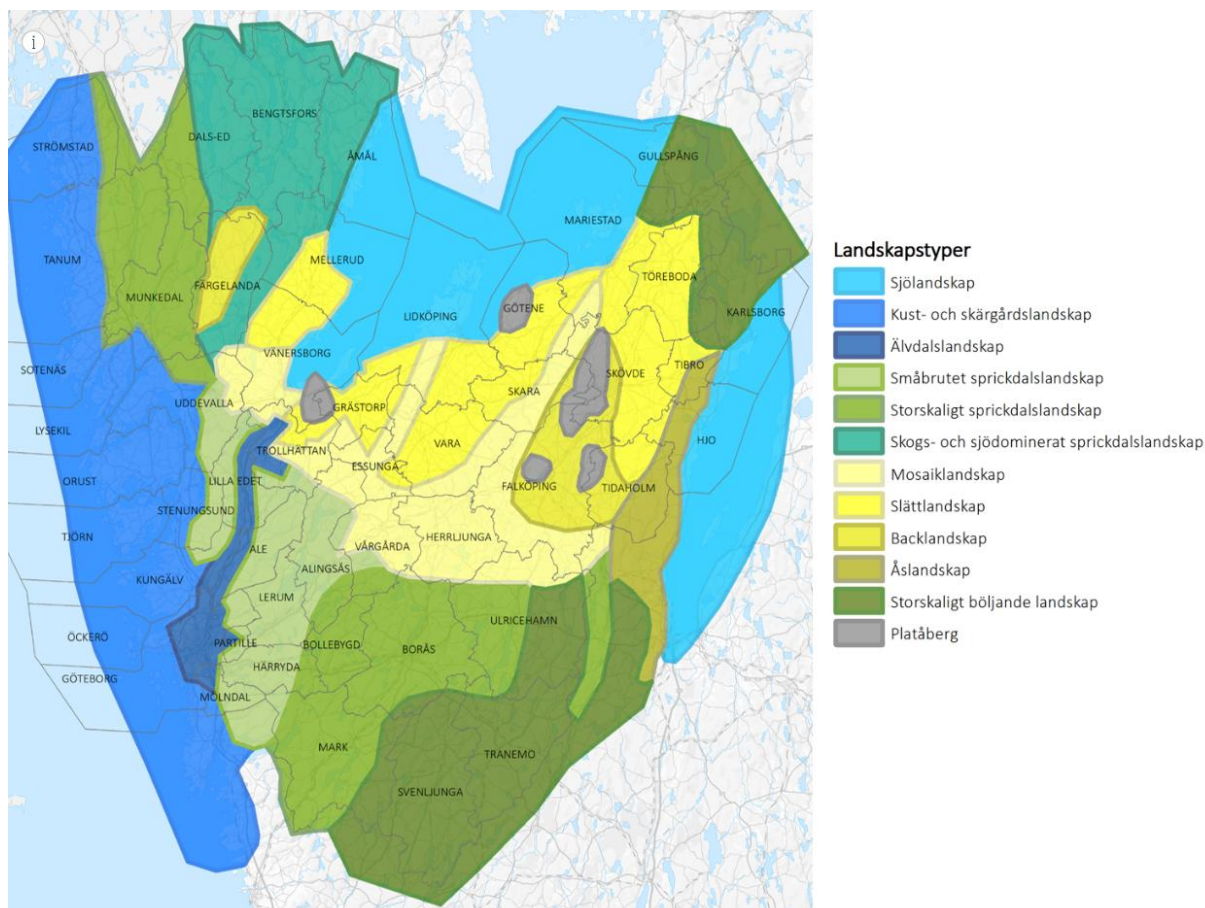 i
BENGTSFORS
DALS-ED
STRÖMSTAD
ÅMÅL
GULLSPÅNG
MARIESTAD
TANUM
MELLERUD
TÖREBODA
FÄRGELANDA
MUNKEDAL
GÖTENE
KARLSBORG
LIDKÖPING
VÄNERSBORG
SOTENÄS
SKÖVDE
TIBRO
SKARA
UDDEVALLA
GRÄSTORP
LYSEKIL
HJO
VARA
TROLLHÄTTAN
ESSUNGA
ORUST
LILLA EDET
FALKÖPING
TIDAHOLM
STENUNGSUND
TJÖRN
ALE
VÅRGÅRDA
HERRLJUNGA
ALINGSÅS
KUNGÄLV
LERUM
ULRICEHAMN
ÖCKERÖ
PARTILLE
BOLLEBYGD
BORÅS
HÄRRYDA
GÖTEBORG
MÖLNDAL
MARK
TRANEMO
SVENLJUNGA
Landskapstyper
Sjölandskap
Kust- och skärgårdslandskap
Älvdalslandskap
Småbrutet sprickdalslandskap
Storskaligt sprickdalslandskap
Skogs- och sjödominerat sprickdalslandskap
Mosaiklandskap
Slättlandskap
Backlandskap
Åslandskap
Storskaligt böljande landskap
Platåberg